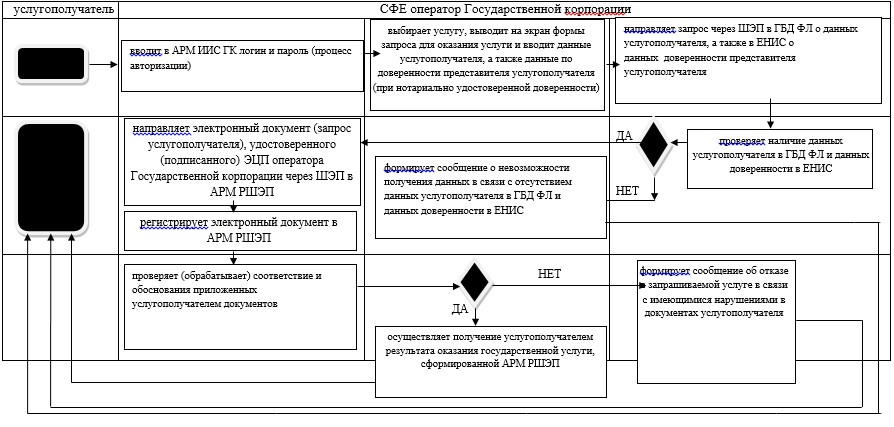 услугополучатель
СФЕ оператор Государственной корпорации
вводит в АРМ ИИС ГК логин и пароль (процесс
авторизации)
выбирает услугу, выводит на экран формы
запроса для оказания услуги и вводит данные
услугополучателя, а также данные по
доверенности представителя услугополучателя
(при нотариально удостоверенной доверенности)
направляет запрос через ШЭП в ГБД ФЛ о данных
услугополучателя, а также в ЕНИС о
данных доверенности представителя
услугополучателя
направляет электронный документ (запрос
услугополучателя), удостоверенного
(подписанного) ЭЦП оператора
Государственной корпорации через ШЭП в
АРМ РШЭП
ДА
проверяет наличие данных
услугополучателя в ГБД ФЛ и данных
доверенности в ЕНИС
формирует сообщение о невозможности
получения данных в связи с отсутствием
данных услугополучателя в ГБД ФЛ и
данных доверенности в ЕНИС
НЕТ
регистрирует электронный документ в
АРМ РШЭП
проверяет (обрабатывает) соответствие и
обоснования приложенных
услугополучателем документов
НЕТ
ДА
формирует сообщение об отказе
в запрашиваемой услуге в связи
с имеющимися нарушениями в
документах услугополучателя
осуществляет получение услугополучателем
результата оказания государственной услуги,
сформированной АРМ РШЭП